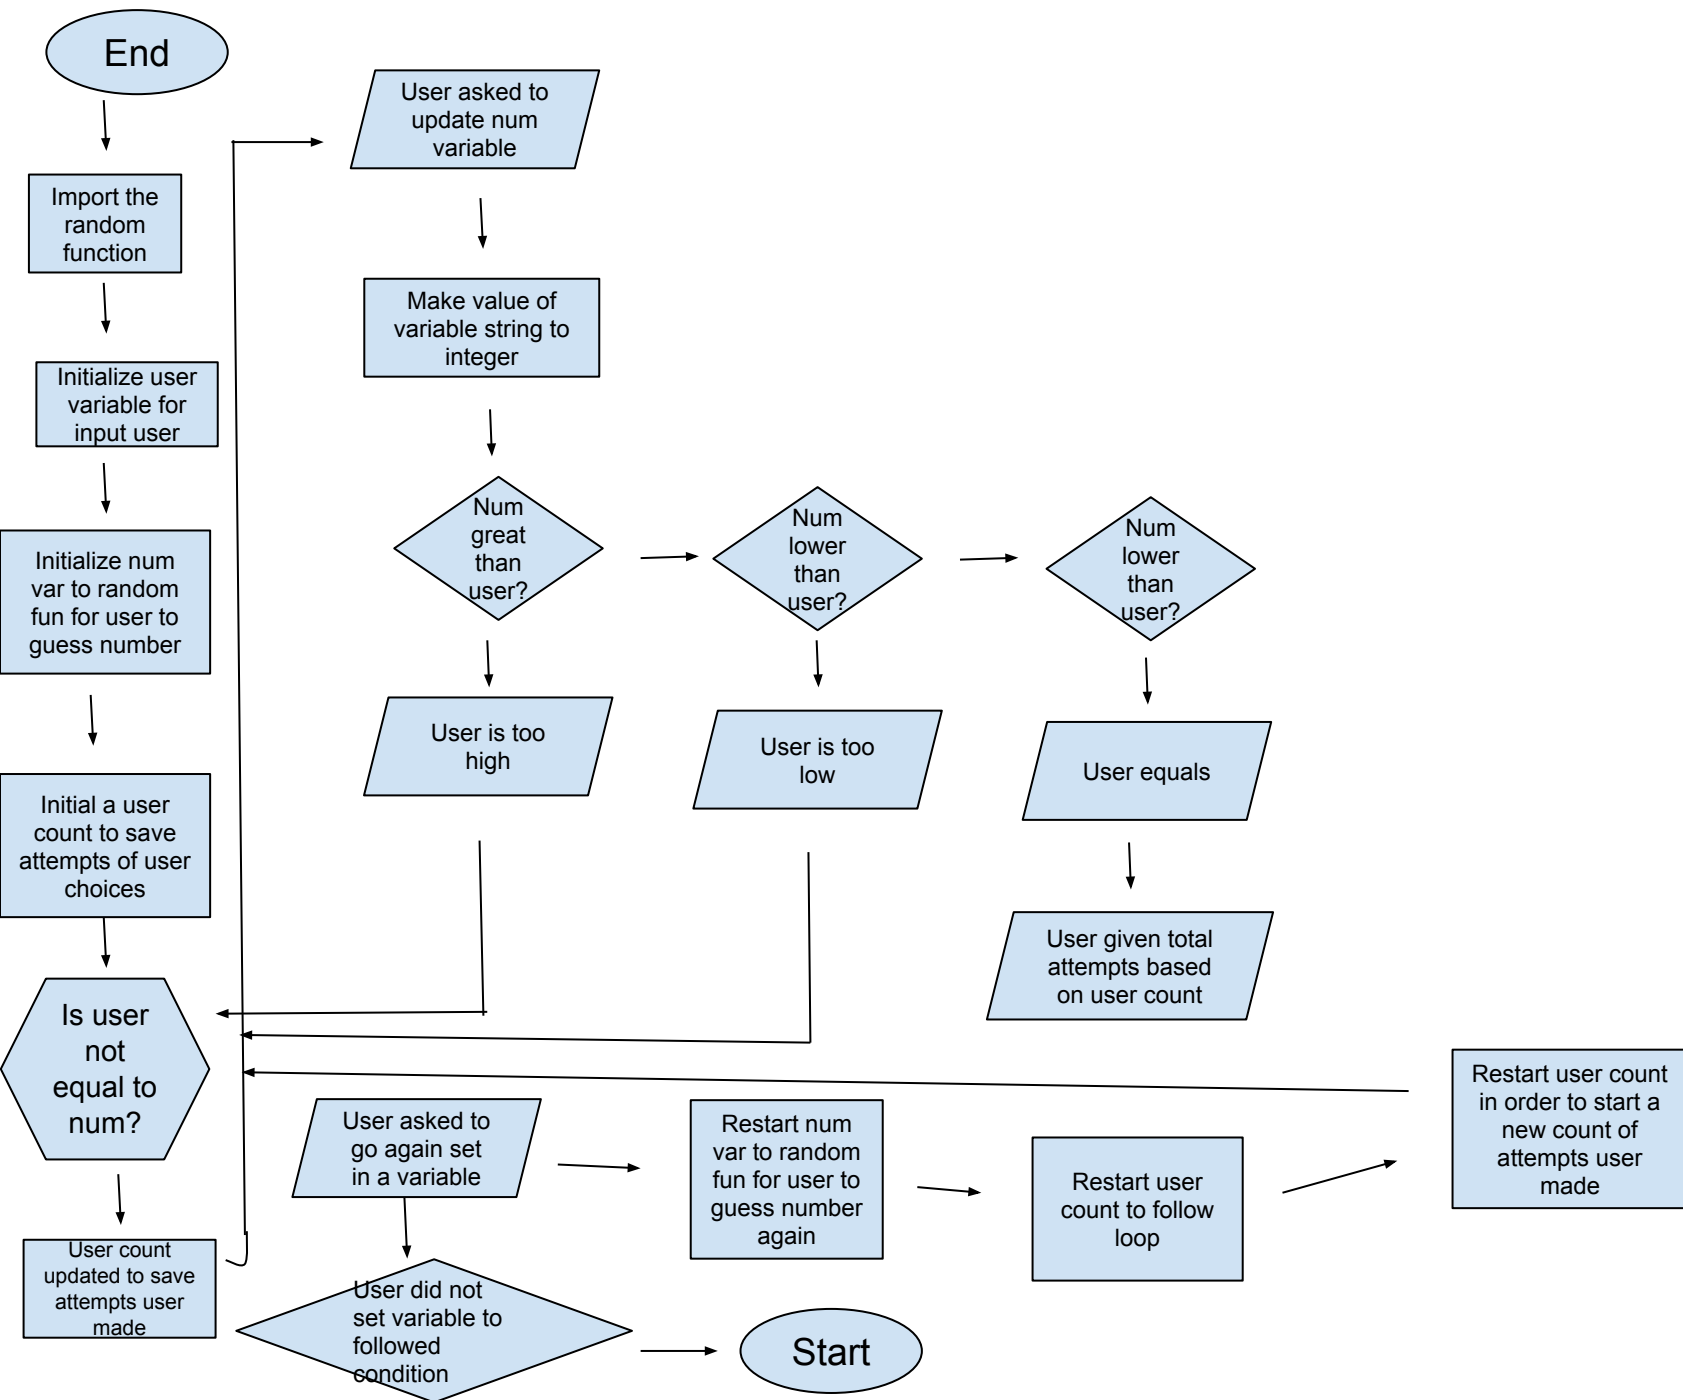 End
Import the
random
function
Initialize user
variable for
input user
Initialize num
var to random
fun for user to
guess number
Initial a user
count to save
attempts of user
choices
Is user
not
equal to
num?
User count
updated to save
attempts user
made
User asked to
update num
variable
Make value of
variable string to
integer
Num
great
than
user?
Num
lower
than
user?
Num
lower
than
user?
User is too
high
User is too
low
User equals
User given total
attempts based
on user count
User asked to
go again set
in a variable
Restart num
var to random
fun for user to
guess number
again
Restart user
count to follow
loop
Restart user count
in order to start a
new count of
attempts user
made
User did not
set variable to
followed
condition
Start